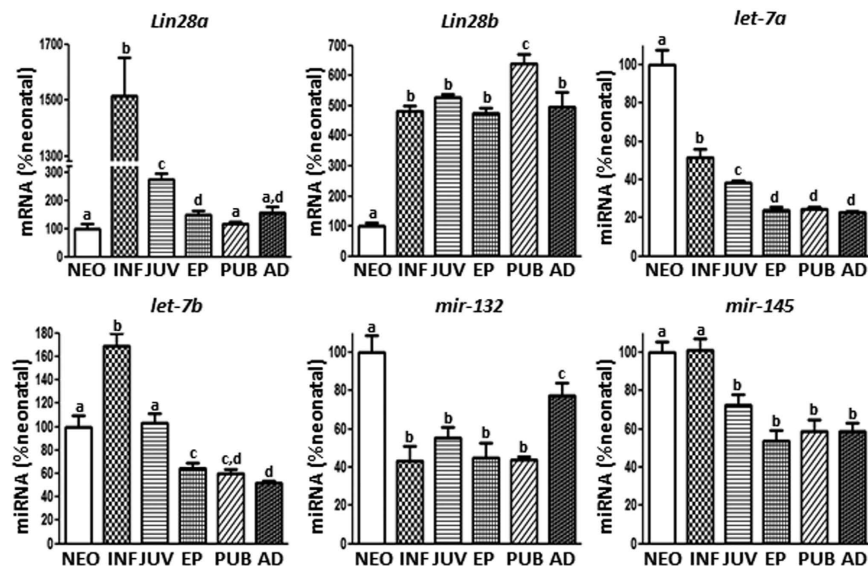 Lin28a
mRNA (%neonatal)
1700
1500
1300
300
200
100
0
a
b
c
d
a
a,d
NEO INF JUV EP PUB AD
Lin28b
mRNA (%neonatal)
700
600
500
400
300
200
100
0
a
b
b
b
c
b
NEO INF JUV EP PUB AD
let-7a
miRNA (%neonatal)
100
80
60
40
20
0
a
b
c
d
d
d
NEO INF JUV EP PUB AD
let-7b
miRNA (%neonatal)
180
160
140
120
100
80
60
40
20
0
a
b
a
c
c,d
d
NEO INF JUV EP PUB AD
mir-132
miRNA (%neonatal)
100
80
60
40
20
0
a
b
b
b
b
c
NEO INF JUV EP PUB AD
mir-145
miRNA (%neonatal)
100
80
60
40
20
0
a
a
b
b
b
b
NEO INF JUV EP PUB AD